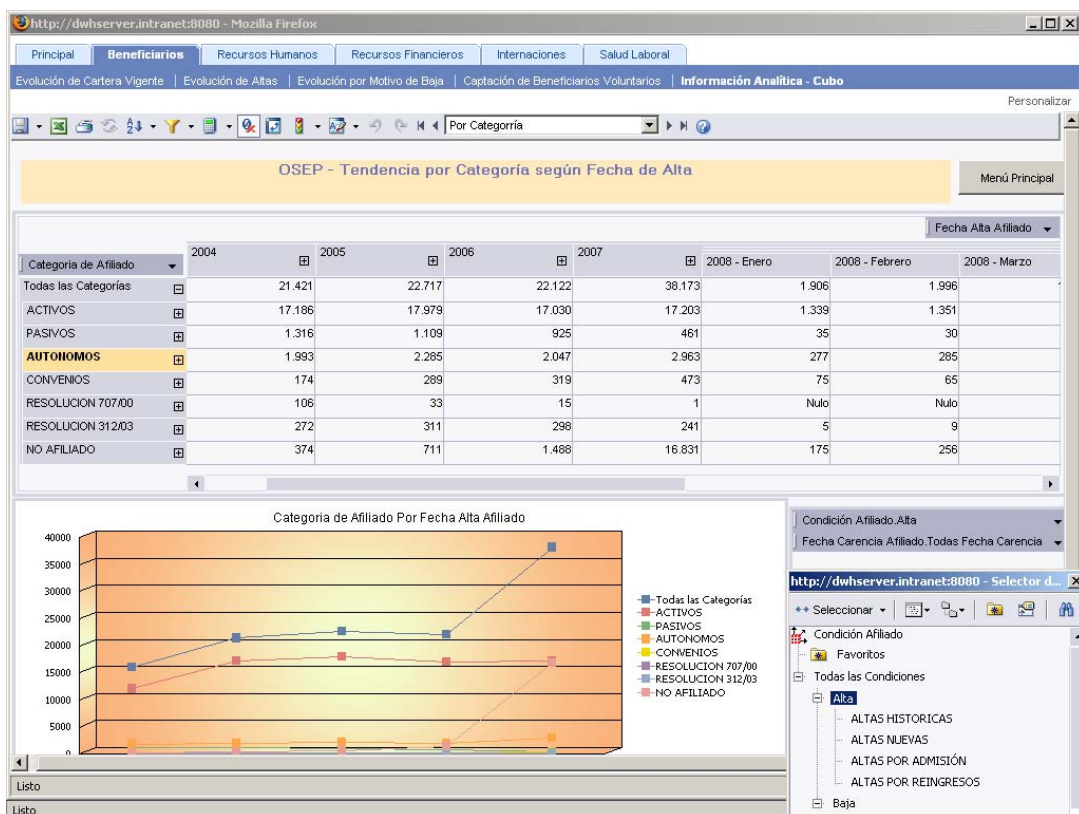 http://dwhserver.intranet:8080 - Mozilla Firefox
Principal Beneficiarios Recursos Humanos Recursos Financieros Internaciones Salud Laboral
Evolución de Cartera Vigente | Evolución de Altas | Evolución por Motivo de Baja | Captación de Beneficiarios Voluntarios | Información Analítica - Cubo
Personalizar
Por Categorría
OSEP - Tendencia por Categoría según Fecha de Alta
Menú Principal
Fecha Alta Afiliado
Categoria de Afiliado 2004 2005 2006 2007 2008 - Enero 2008 - Febrero 2008 - Marzo
Todas las Categorías 21.421 22.717 22.122 38.173 1.906 1.996
ACTIVOS 17.186 17.979 17.030 17.203 1.339 1.351
PASIVOS 1.316 1.109 925 461 35 30
AUTONOMOS 1.993 2.285 2.047 2.963 277 285
CONVENIOS 174 289 319 473 75 65
RESOLUCION 707/00 106 33 15 1 Nulo Nulo
RESOLUCION 312/03 272 311 298 241 5 9
NO AFILIADO 374 711 1.488 16.831 175 256
Categoria de Afiliado Por Fecha Alta Afiliado
40000
35000
30000
25000
20000
15000
10000
5000
0
Todas las Categorías
ACTIVOS
PASIVOS
AUTONOMOS
CONVENIOS
RESOLUCION 707/00
RESOLUCION 312/03
NO AFILIADO
Condición Afiliado.Alta
Fecha Carencia Afiliado.Todas Fecha Carencia
http://dwhserver.intranet:8080 - Selector d...
Seleccionar
Condición Afiliado
Favoritos
Todas las Condiciones
Alta
ALTAS HISTORICAS
ALTAS NUEVAS
ALTAS POR ADMISIÓN
ALTAS POR REINGRESOS
Baja
Listo
Listo